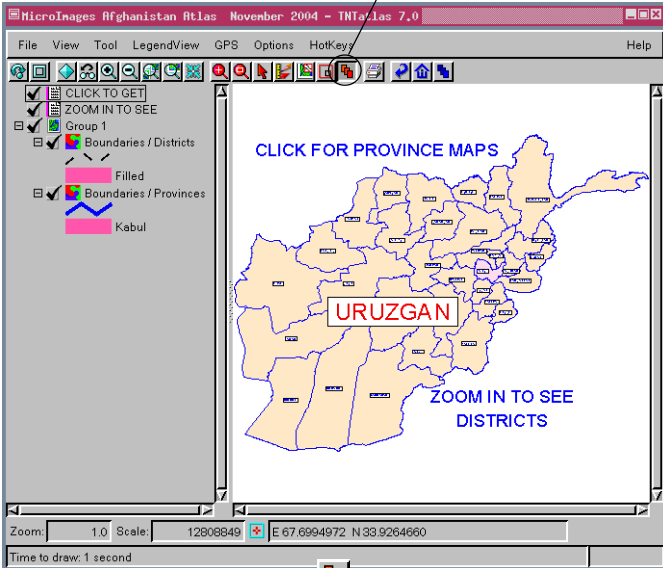 MicroImages Afghanistan Atlas November 2004 - TNTatlas 7.0
File View Tool LegendView GPS Options HotKeys Help
CLICK TO GET
ZOOM IN TO SEE
Group 1
Boundaries / Districts
Filled
Boundaries / Provinces
Kabul
CLICK FOR PROVINCE MAPS
URUZGAN
ZOOM IN TO SEE
DISTRICTS
Zoom: 1.0 Scale: 12808849 E 67.6994972 N 33.9264660
Time to draw: 1 second